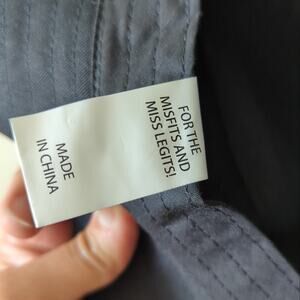 FOR THE
MISFITS AND
MISS LEGITS!
MADE
IN CHINA